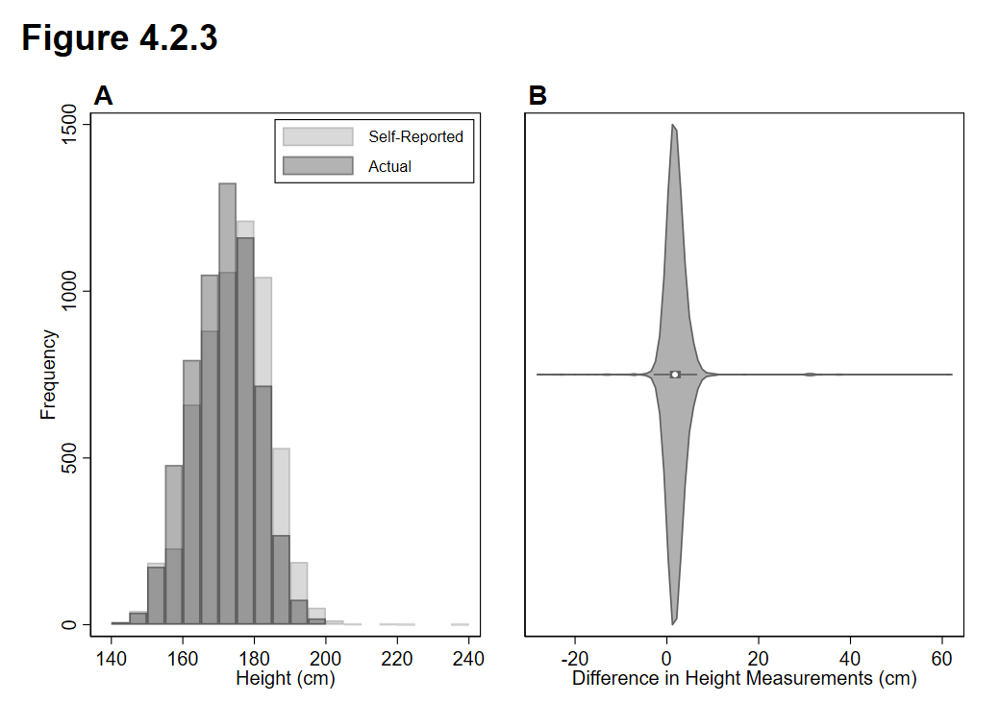 Figure 4.2.3
A
Self-Reported
Actual
Frequency
0
500
1000
1500
140 160 180 200 220 240
Height (cm)
B
-20 0 20 40 60
Difference in Height Measurements (cm)